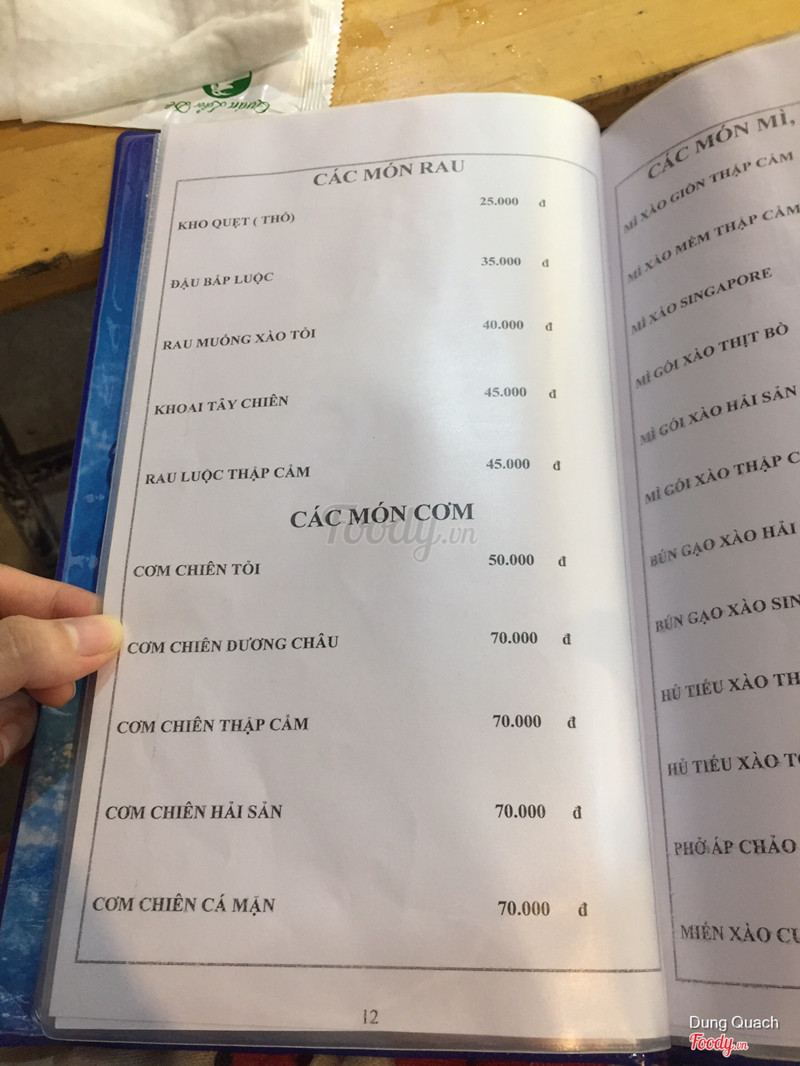 Quán Lẩu Dê
CÁC MÓN RAU
KHO QUẸT ( THỐ) 25.000 đ
ĐẬU BẮP LUỘC 35.000 đ
RAU MUỐNG XÀO TỎI 40.000 đ
KHOAI TÂY CHIÊN 45.000 đ
RAU LUỘC THẬP CẨM 45.000 đ
CÁC MÓN CƠM
Foody.vn
CƠM CHIÊN TỎI 50.000 đ
CƠM CHIÊN DƯƠNG CHÂU 70.000 đ
CƠM CHIÊN THẬP CẨM 70.000 đ
CƠM CHIÊN HẢI SẢN 70.000 đ
CƠM CHIÊN CÁ MẶN 70.000 đ
12
CÁC MÓN MÌ,
MÌ XÀO GIÒN THẬP CẨM
MÌ XÀO MỀM THẬP CẨM
MÌ XÀO SINGAPORE
MÌ GÓI XÀO THỊT BÒ
MÌ GÓI XÀO HẢI SẢN
MÌ GÓI XÀO THẬP C
BÚN GẠO XÀO HẢI
BÚN GẠO XÀO SIN
HỦ TIẾU XÀO TH
HỦ TIẾU XÀO TÔ
PHỞ ÁP CHẢO
MIẾN XÀO CU
Dung Quach
Foody.vn